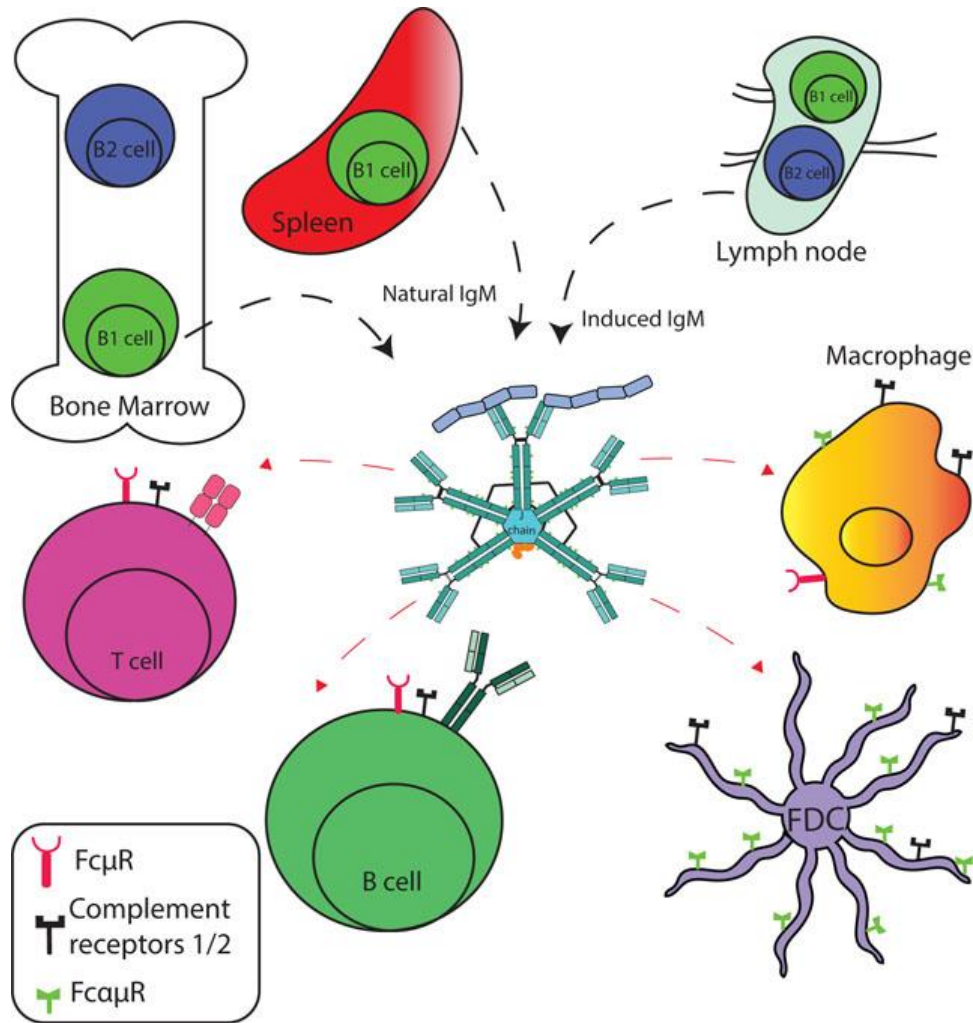 B2 cell
B1 cell
Bone Marrow
B1 cell
Spleen
B1 cell
B2 cell
Lymph node
Natural IgM
Induced IgM
Macrophage
J
chain
T cell
B cell
FDC
FcμR
Complement
receptors 1/2
FcαμR